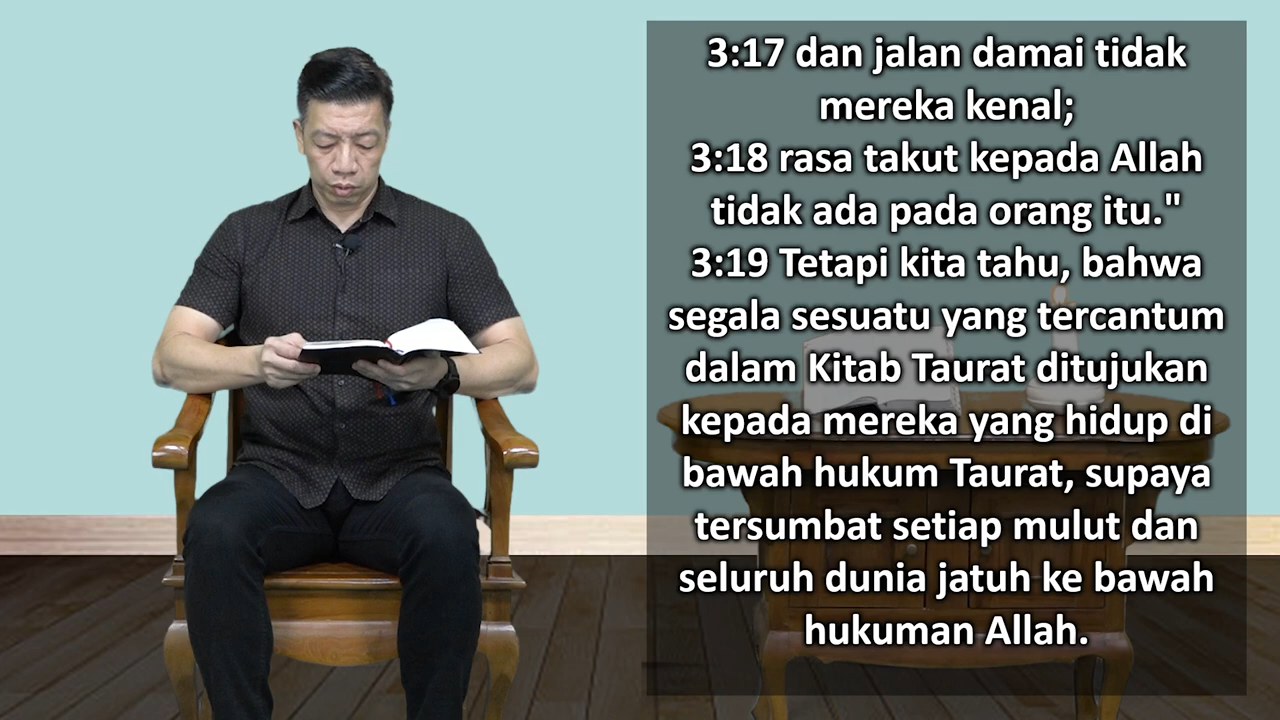 3:17 dan jalan damai tidak
mereka kenal;
3:18 rasa takut kepada Allah
tidak ada pada orang itu."
3:19 Tetapi kita tahu, bahwa
segala sesuatu yang tercantum
dalam Kitab Taurat ditujukan
kepada mereka yang hidup di
bawah hukum Taurat, supaya
tersumbat setiap mulut dan
seluruh dunia jatuh ke bawah
hukuman Allah.